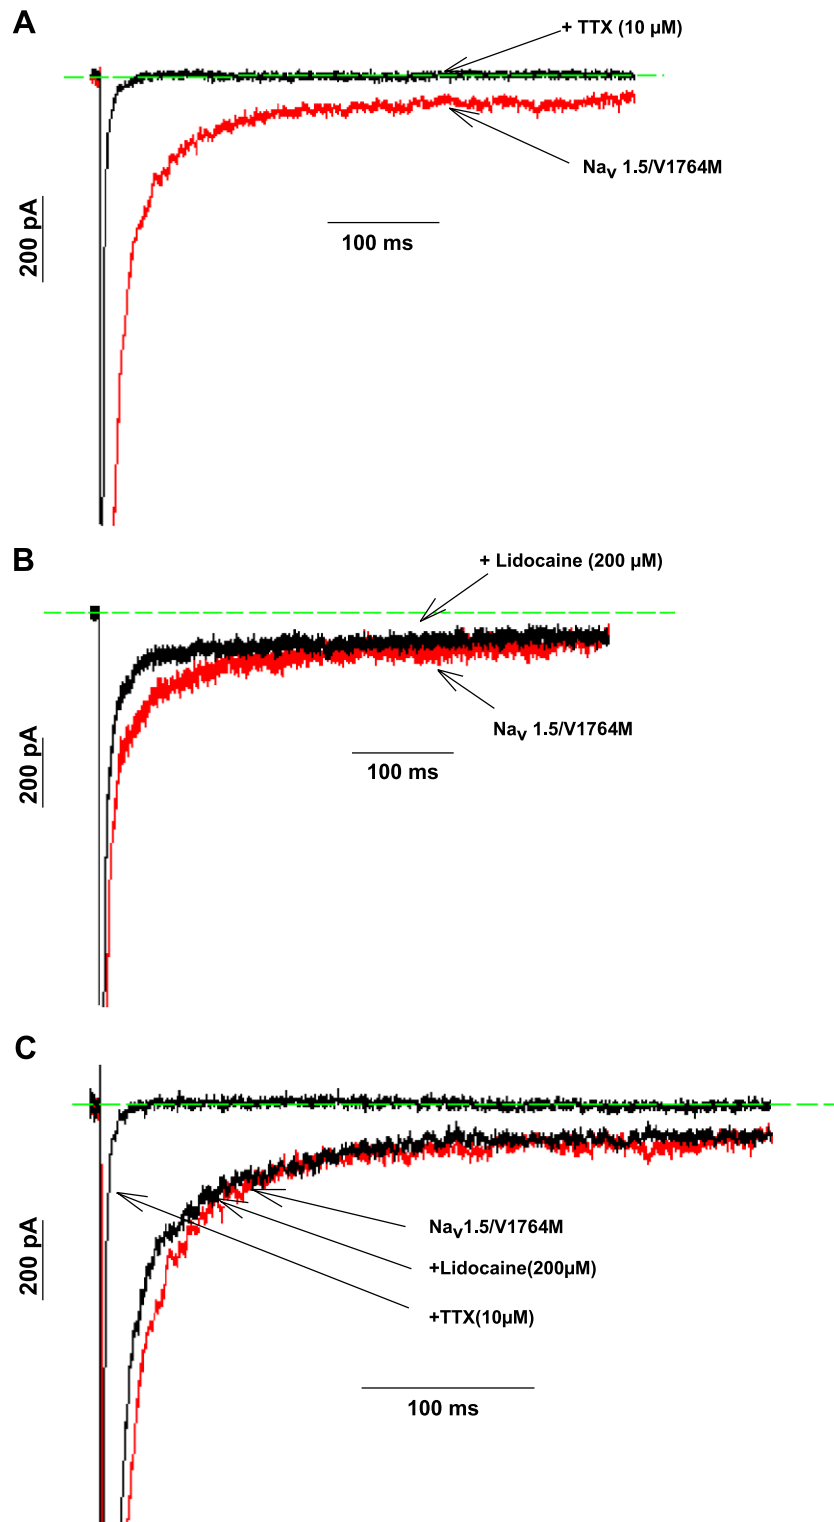 A
+ TTX (10 µM)
Nav 1.5/V1764M
200 pA
100 ms
B
+ Lidocaine (200 µM)
Nav 1.5/V1764M
200 pA
100 ms
C
Nav1.5/V1764M
+Lidocaine(200µM)
+TTX(10µM)
200 pA
100 ms